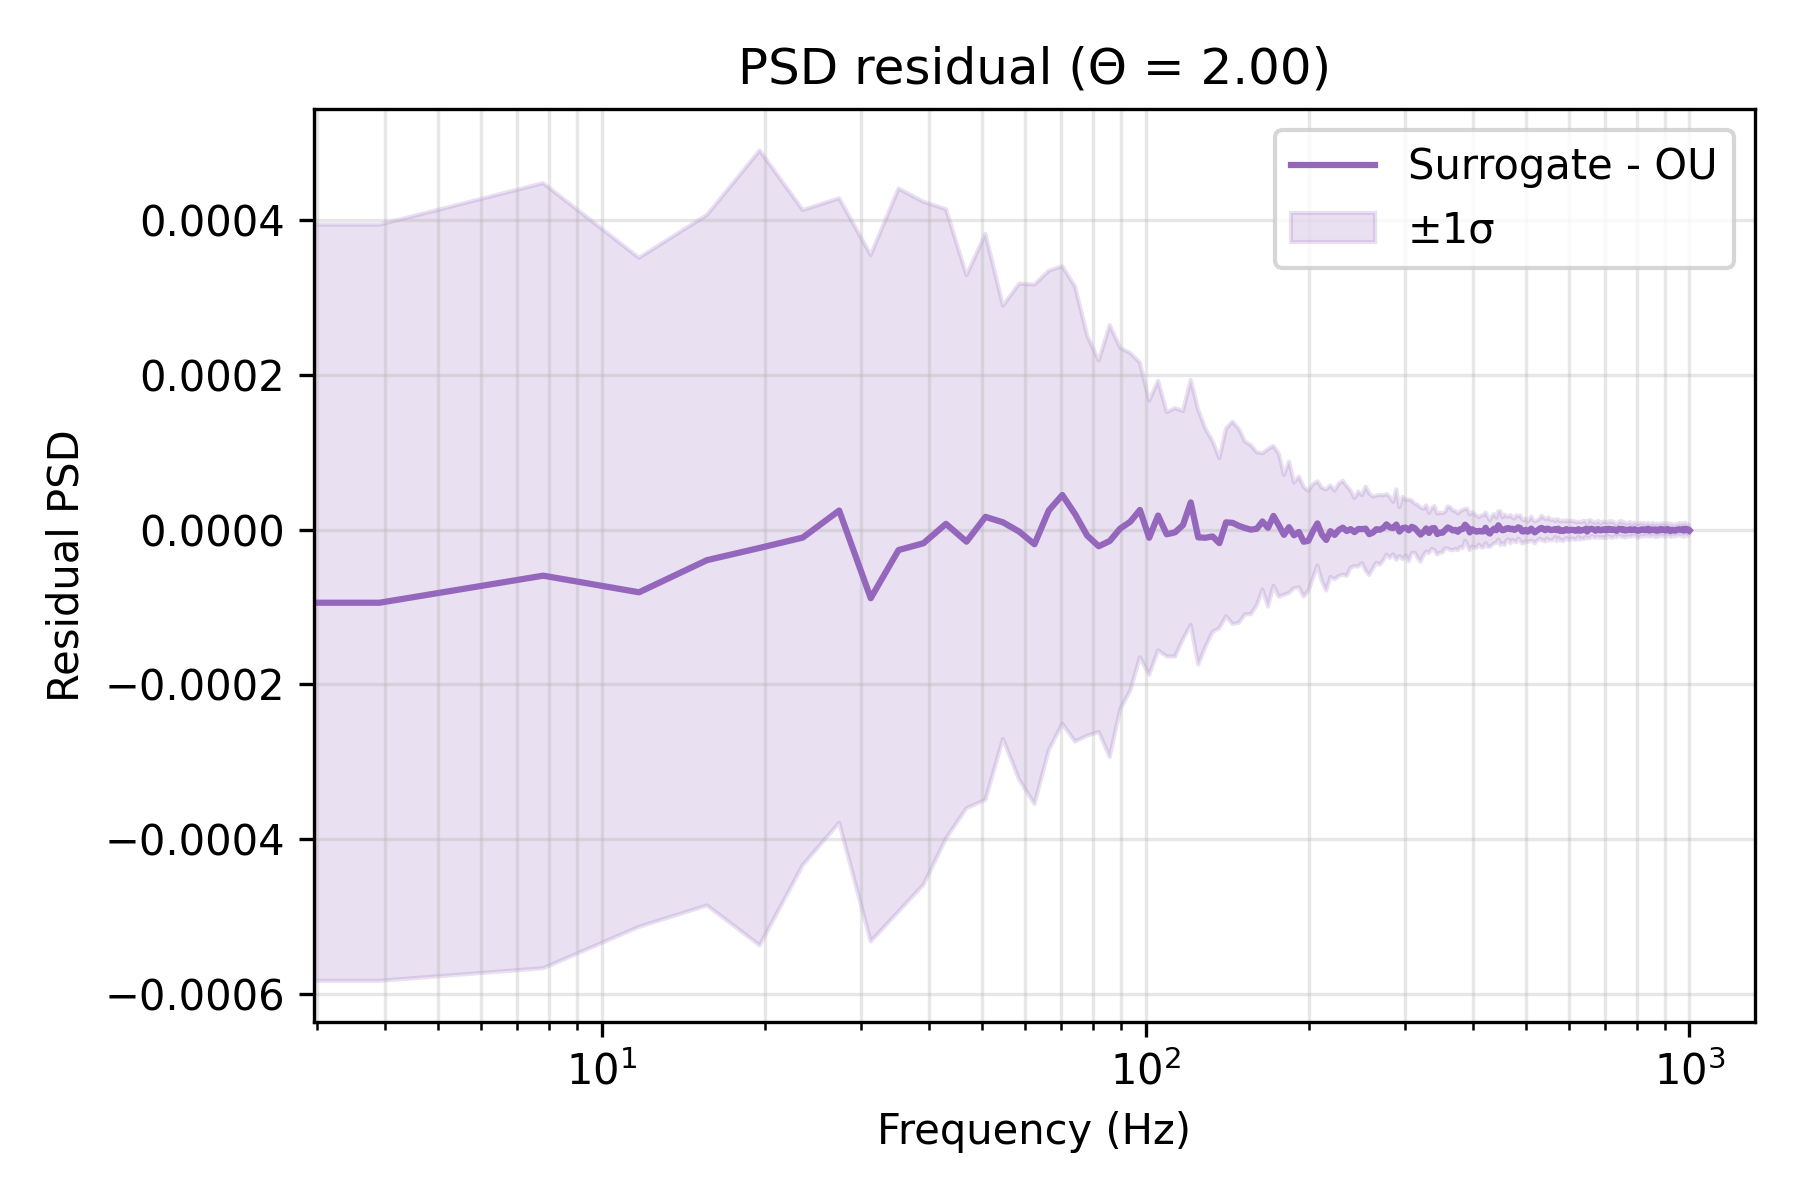 PSD residual (Θ = 2.00)
Surrogate - OU
±1σ
0.0004
0.0002
0.0000
−0.0002
−0.0004
−0.0006
Residual PSD
10¹
10²
10³
Frequency (Hz)